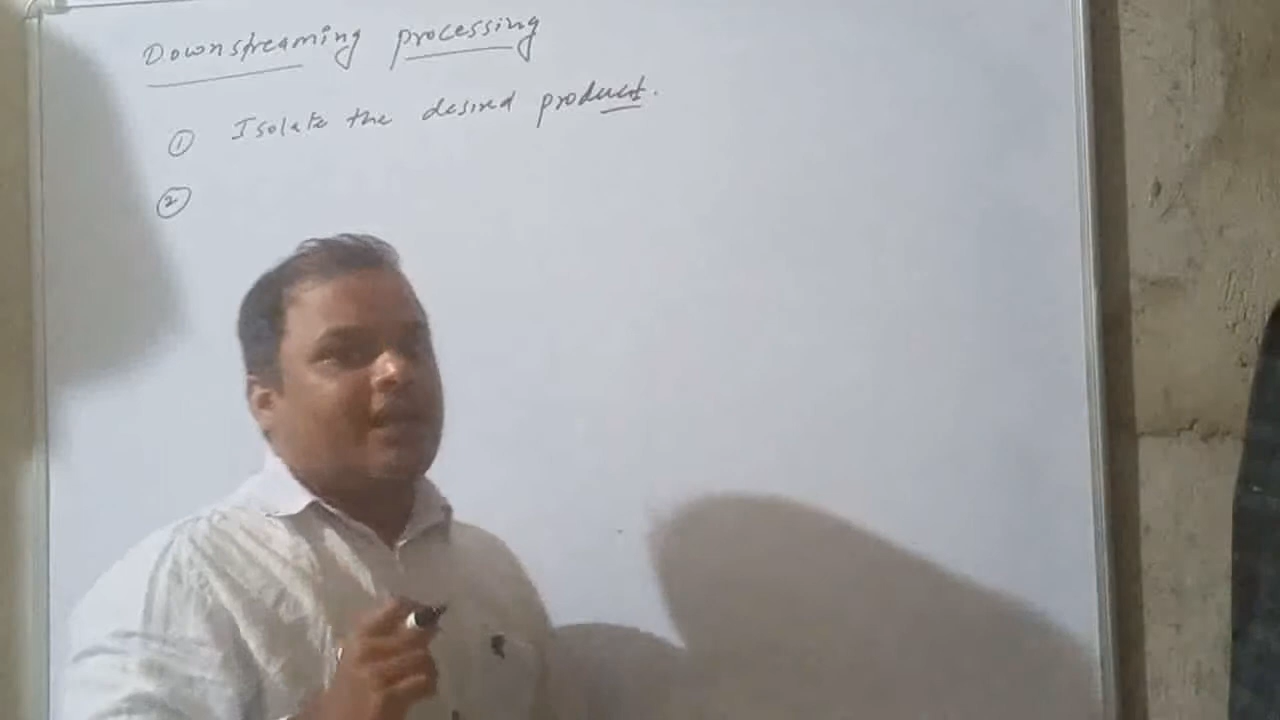 Downstreaming processing
① Isolate the desired product.
②